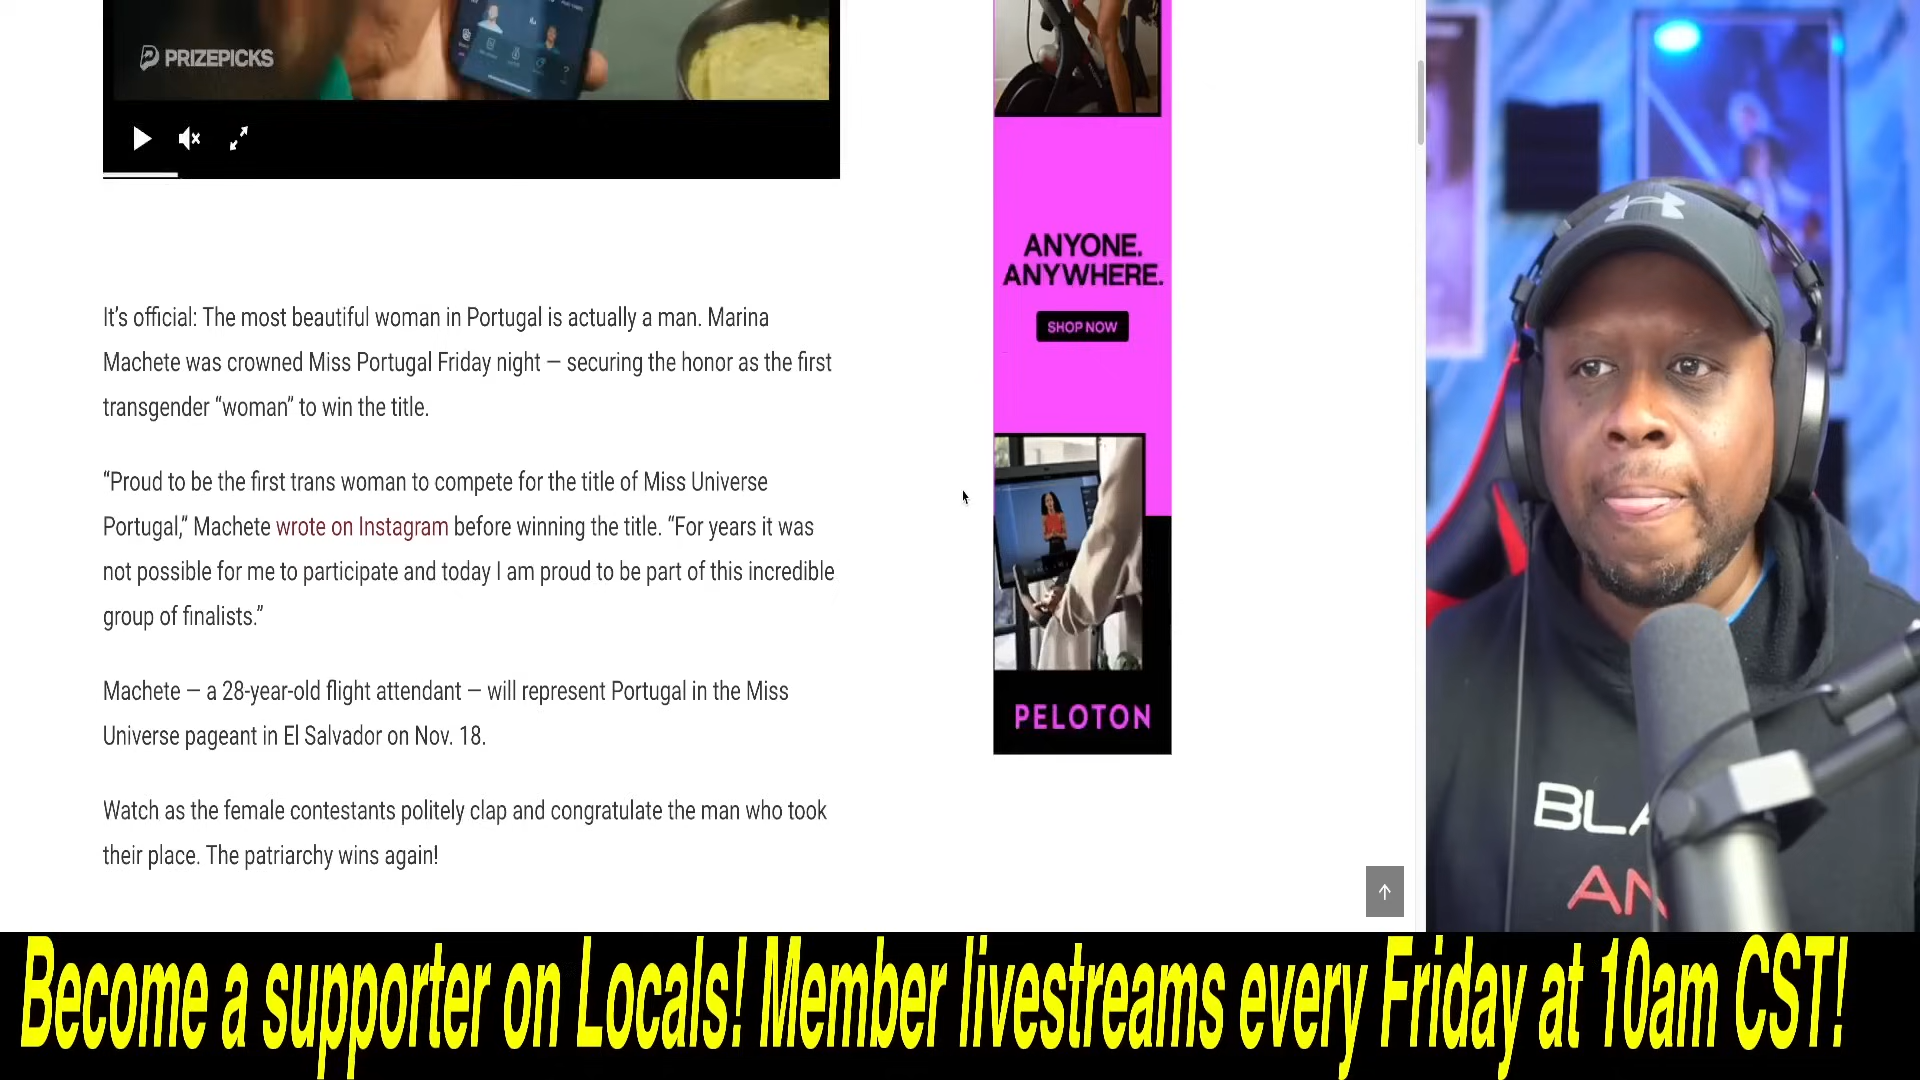 PRIZEPICKS
ANYONE.
ANYWHERE.
SHOP NOW
It’s official: The most beautiful woman in Portugal is actually a man. Marina
Machete was crowned Miss Portugal Friday night — securing the honor as the first
transgender “woman” to win the title.
“Proud to be the first trans woman to compete for the title of Miss Universe
Portugal,” Machete wrote on Instagram before winning the title. “For years it was
not possible for me to participate and today I am proud to be part of this incredible
group of finalists.”
Machete — a 28-year-old flight attendant — will represent Portugal in the Miss
Universe pageant in El Salvador on Nov. 18.
Watch as the female contestants politely clap and congratulate the man who took
their place. The patriarchy wins again!
PELOTON
BLA
AN
Become a supporter on Locals! Member livestreams every Friday at 10am CST!